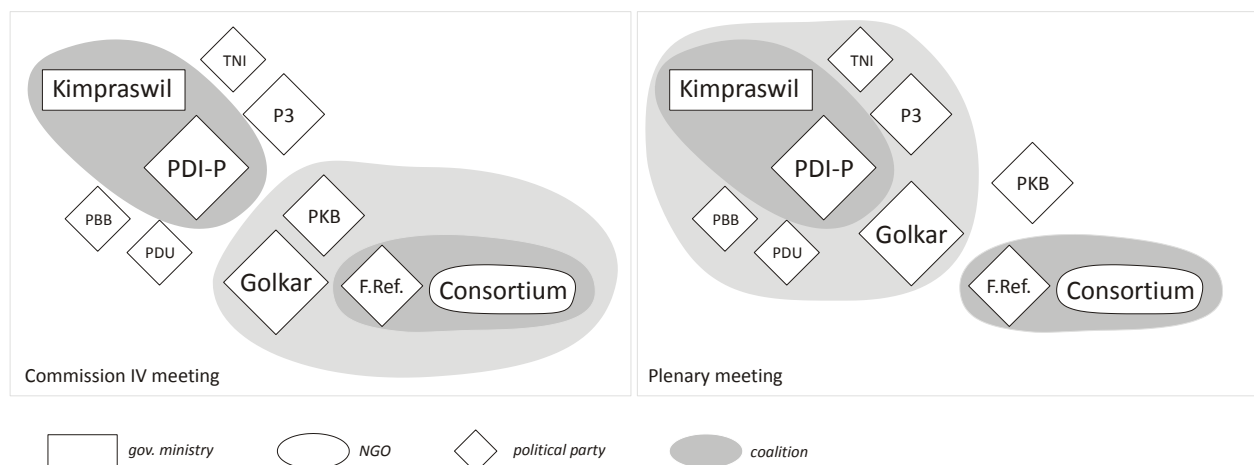 TNI
Kimpraswil
P3
PDI-P
PBB
PKB
PDU
Golkar
F.Ref.
Consortium
Commission IV meeting
TNI
Kimpraswil
P3
PDI-P
PKB
PBB
Golkar
PDU
F.Ref.
Consortium
Plenary meeting
gov. ministry
NGO
political party
coalition